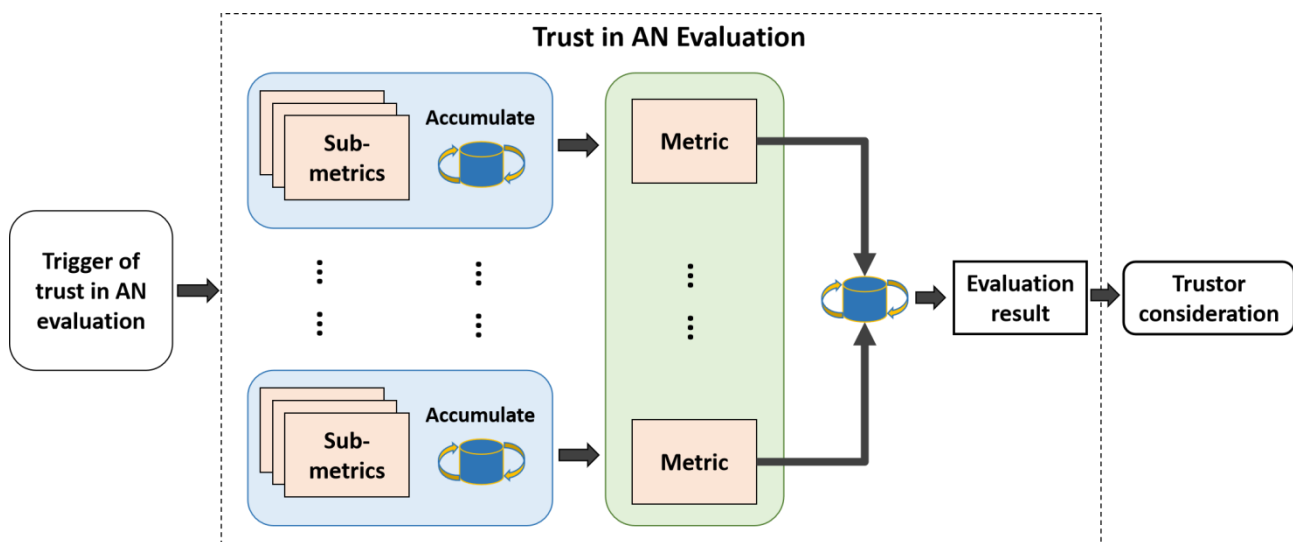 Trust in AN Evaluation
Trigger of
trust in AN
evaluation
Sub-
metrics
Accumulate
Metric
Sub-
metrics
Accumulate
Metric
Evaluation
result
Trustor
consideration